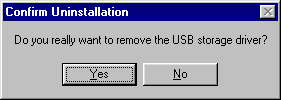 Confirm Uninstallation
Do you really want to remove the USB storage driver?
Yes
No